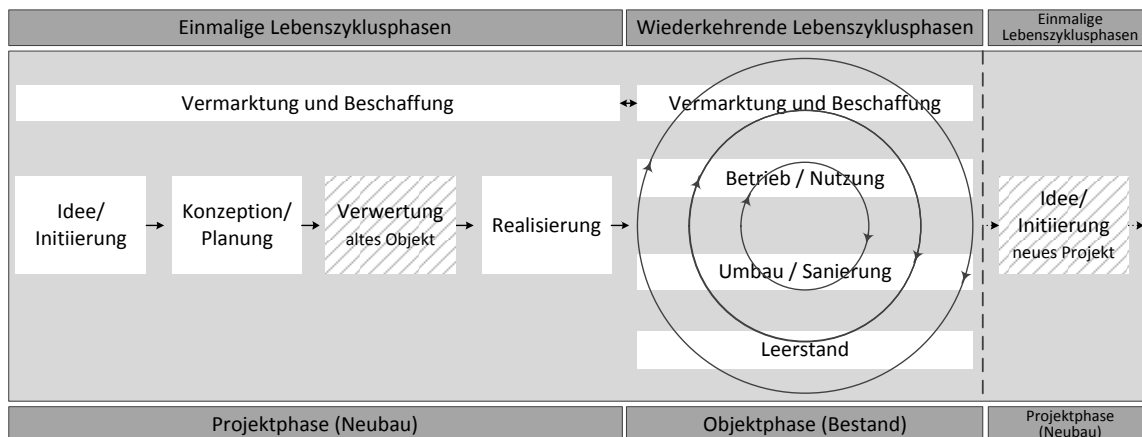 Einmalige Lebenszyklusphasen
Wiederkehrende Lebenszyklusphasen
Einmalige
Lebenszyklusphasen
Vermarktung und Beschaffung
Vermarktung und Beschaffung
Idee/
Initiierung
Konzeption/
Planung
Verwertung
altes Objekt
Realisierung
Betrieb / Nutzung
Umbau / Sanierung
Leerstand
Idee/
Initiierung
neues Projekt
Projektphase (Neubau)
Objektphase (Bestand)
Projektphase
(Neubau)